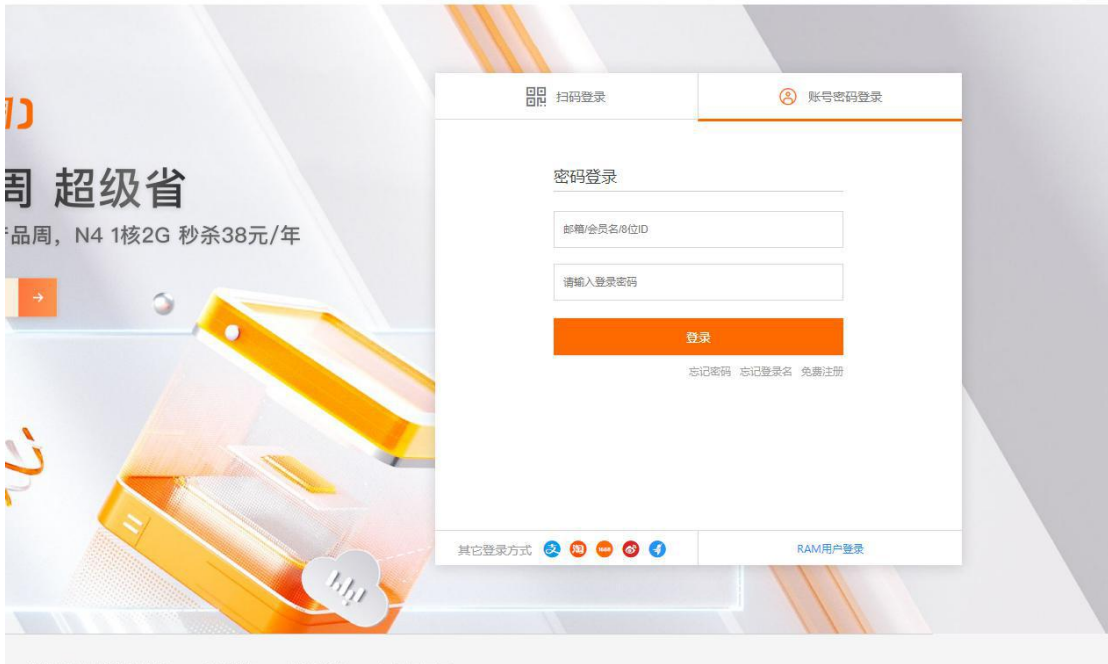 周 超级省
品周，N4 1核2G 秒杀38元/年
→
扫码登录
账号密码登录
密码登录
邮箱/会员名/8位ID
请输入登录密码
登录
忘记密码 忘记登录名 免费注册
其它登录方式 支 淘 1688
RAM用户登录